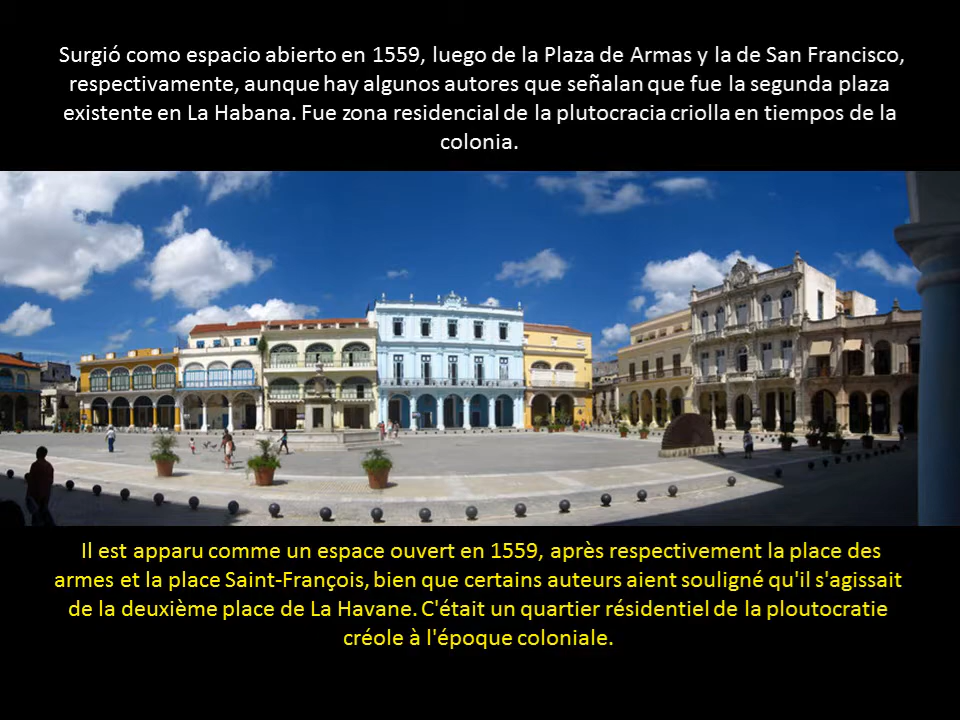 Surgió como espacio abierto en 1559, luego de la Plaza de Armas y la de San Francisco,
respectivamente, aunque hay algunos autores que señalan que fue la segunda plaza
existente en La Habana. Fue zona residencial de la plutocracia criolla en tiempos de la
colonia.
Il est apparu comme un espace ouvert en 1559, après respectivement la place des
armes et la place Saint-François, bien que certains auteurs aient souligné qu'il s'agissait
de la deuxième place de La Havane. C'était un quartier résidentiel de la ploutocratie
créole à l'époque coloniale.